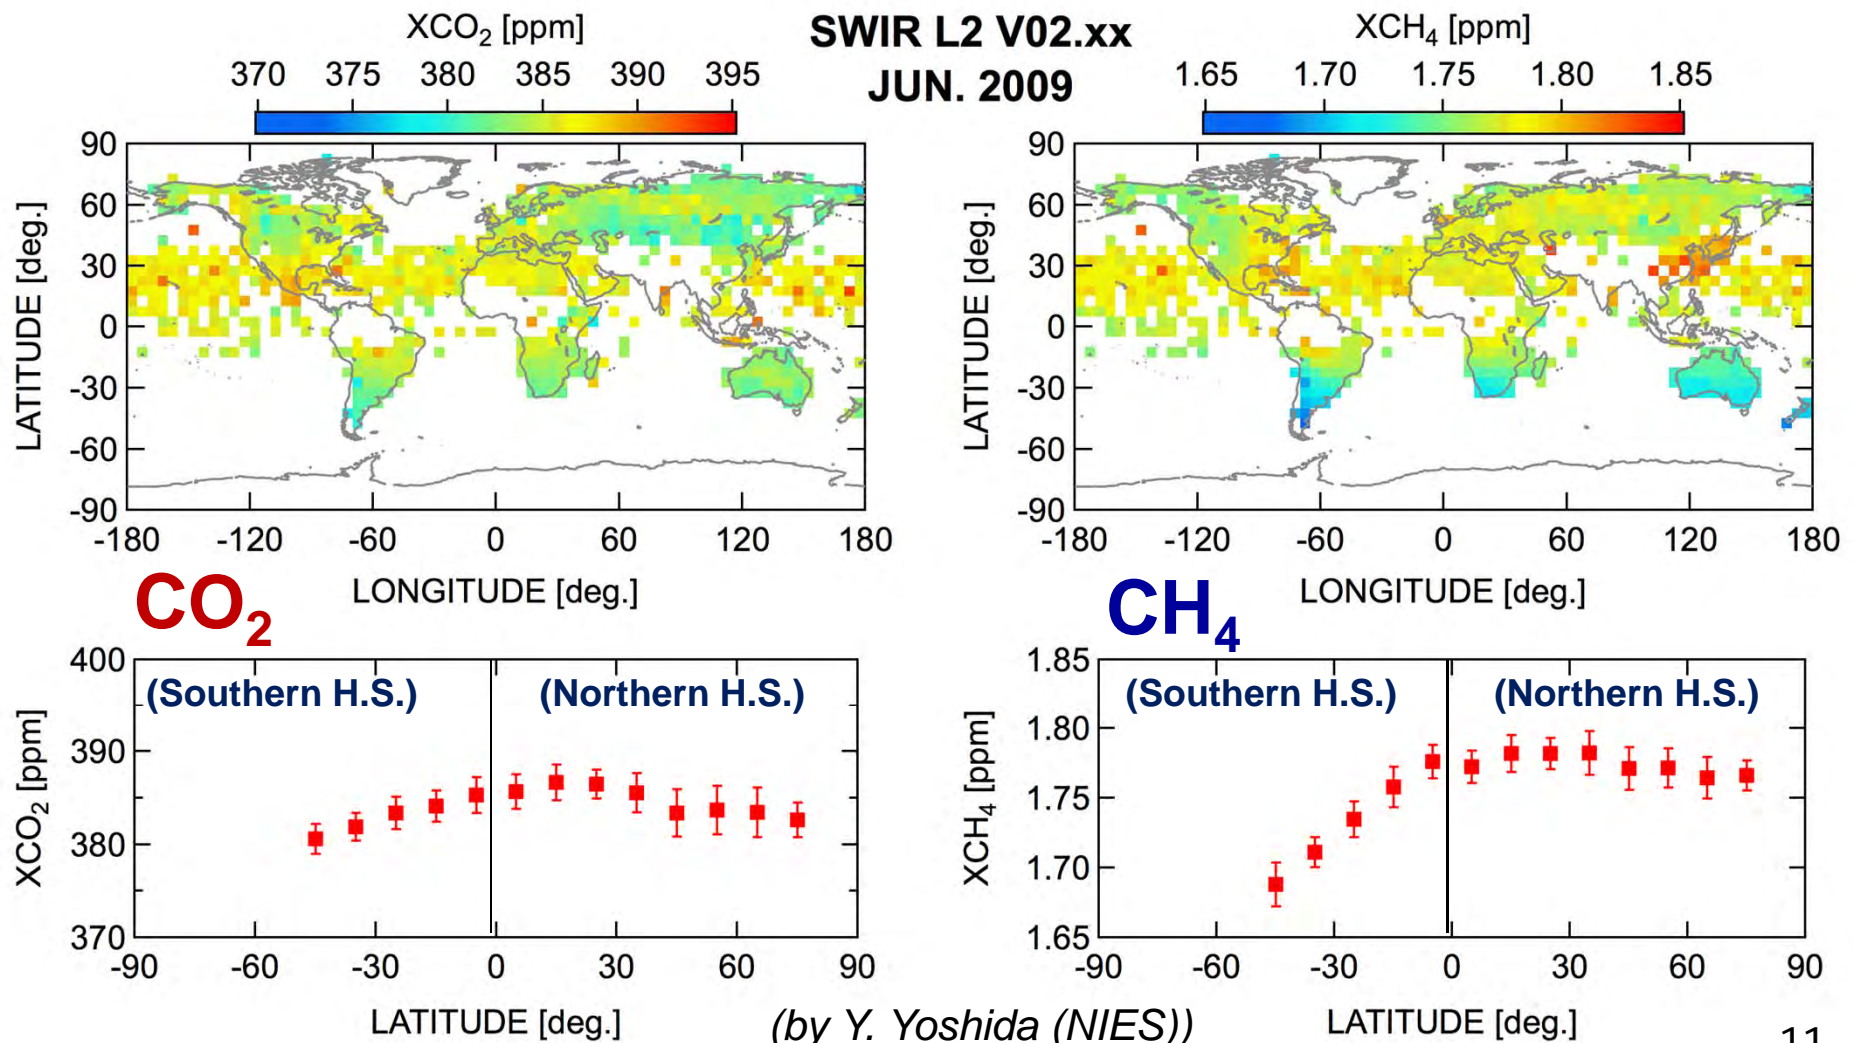 XCO2 [ppm]
370 375 380 385 390 395
SWIR L2 V02.xx
JUN. 2009
XCH4 [ppm]
1.65 1.70 1.75 1.80 1.85
LATITUDE [deg.]
90
60
30
0
-30
-60
-90
-180 -120 -60 0 60 120 180
LONGITUDE [deg.]
LATITUDE [deg.]
90
60
30
0
-30
-60
-90
-180 -120 -60 0 60 120 180
LONGITUDE [deg.]
CO2
XCO2 [ppm]
400
390
380
370
(Southern H.S.) (Northern H.S.)
-90 -60 -30 0 30 60 90
LATITUDE [deg.]
CH4
XCH4 [ppm]
1.85
1.80
1.75
1.70
1.65
(Southern H.S.) (Northern H.S.)
-90 -60 -30 0 30 60 90
LATITUDE [deg.]
(by Y. Yoshida (NIES))
11